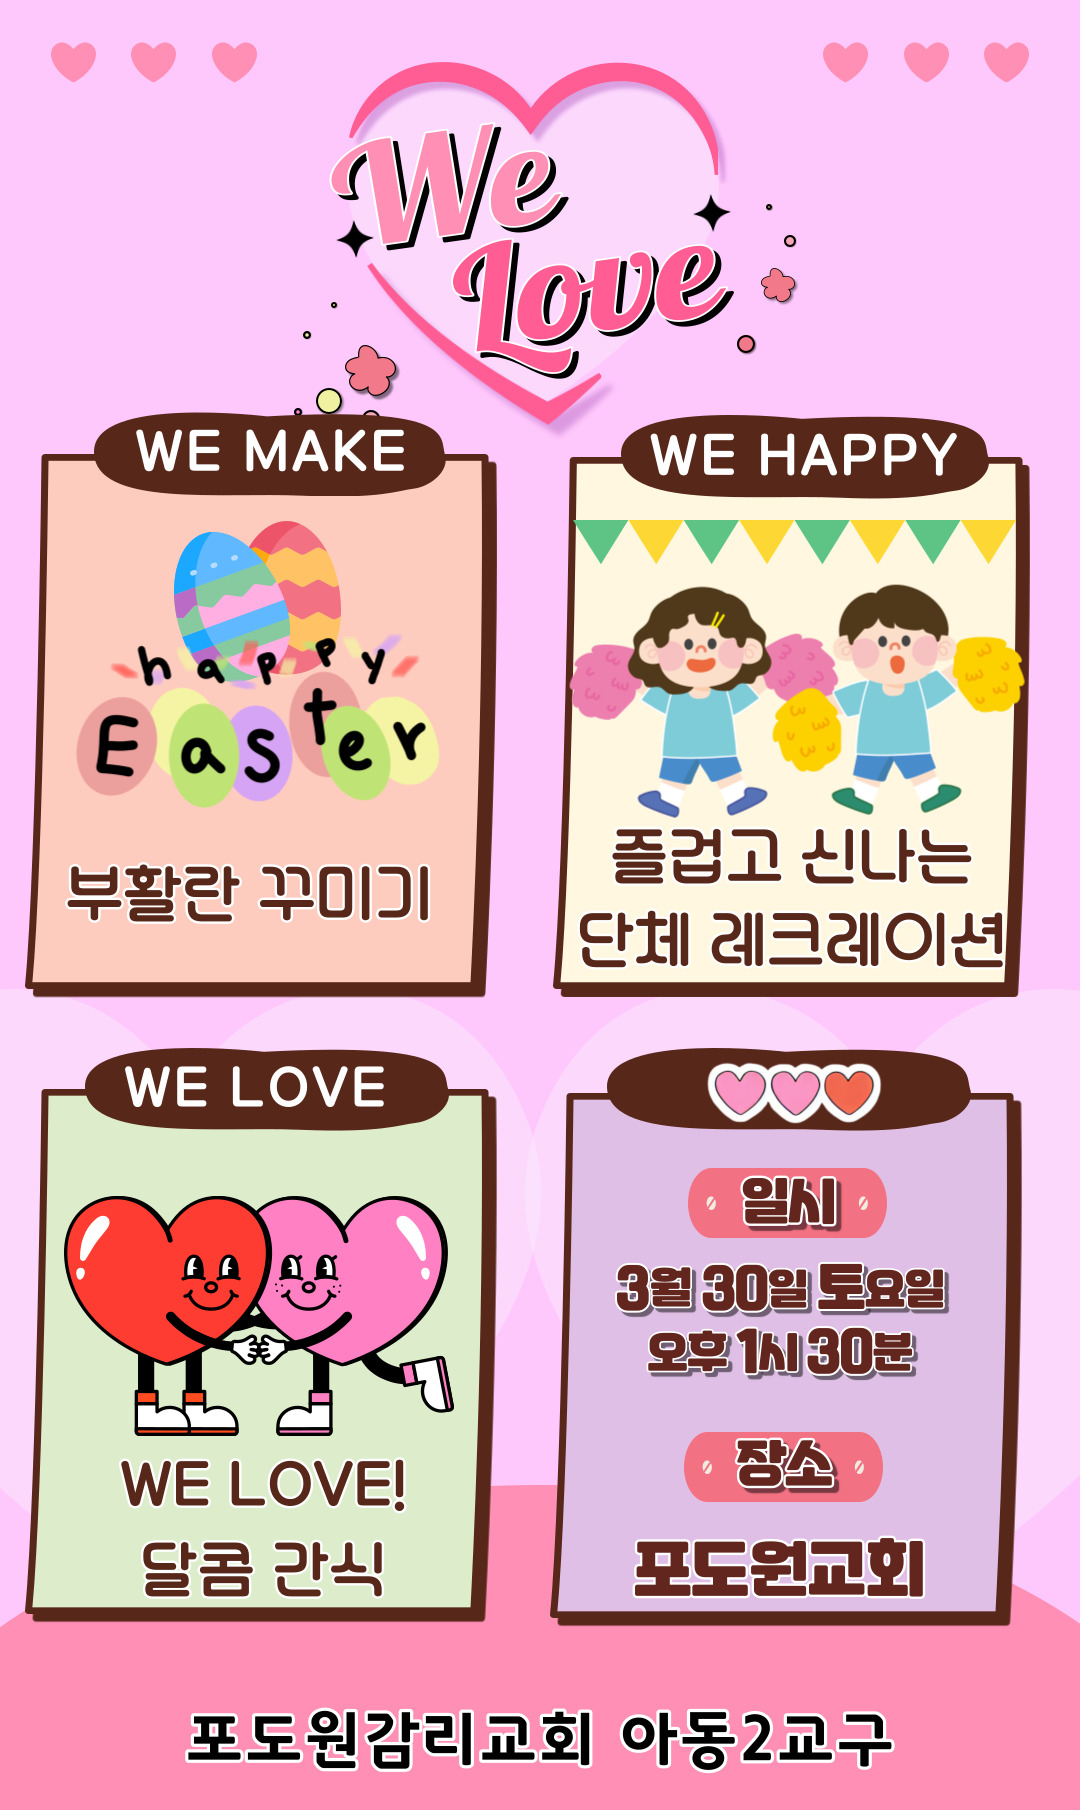 We
Love
WE MAKE
happy
Easter
부활란 꾸미기
WE HAPPY
즐겁고 신나는
단체 레크레이션
WE LOVE
WE LOVE!
달콤 간식
일시
3월 30일 토요일
오후 1시 30분
장소
포도원교회
포도원감리교회 아동2교구